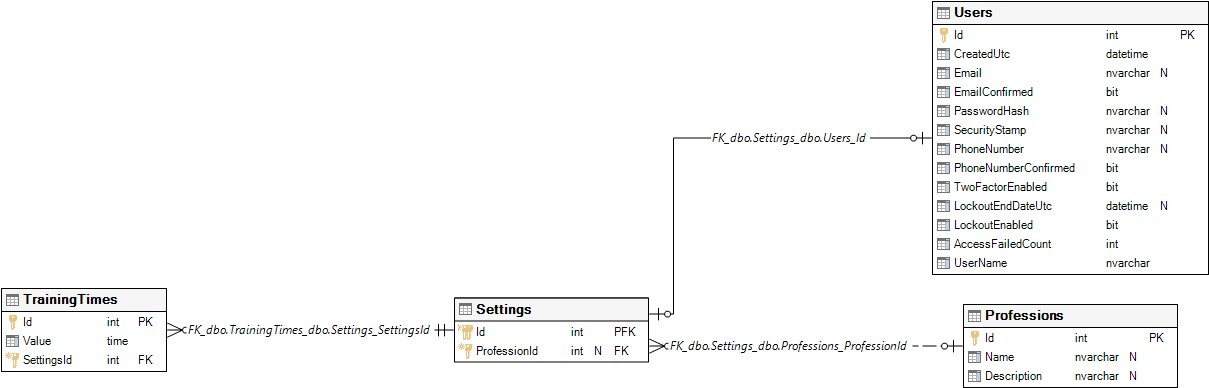 Users
Id int PK
CreatedUtc datetime
Email nvarchar N
EmailConfirmed bit
PasswordHash nvarchar N
SecurityStamp nvarchar N
PhoneNumber nvarchar N
PhoneNumberConfirmed bit
TwoFactorEnabled bit
LockoutEndDateUtc datetime N
LockoutEnabled bit
AccessFailedCount int
UserName nvarchar
FK_dbo.Settings_dbo.Users_Id
TrainingTimes
Id int PK
Value time
SettingsId int FK
FK_dbo.TrainingTimes_dbo.Settings_SettingsId
Settings
Id int PFK
ProfessionId int N FK
FK_dbo.Settings_dbo.Professions_ProfessionId
Professions
Id int PK
Name nvarchar N
Description nvarchar N